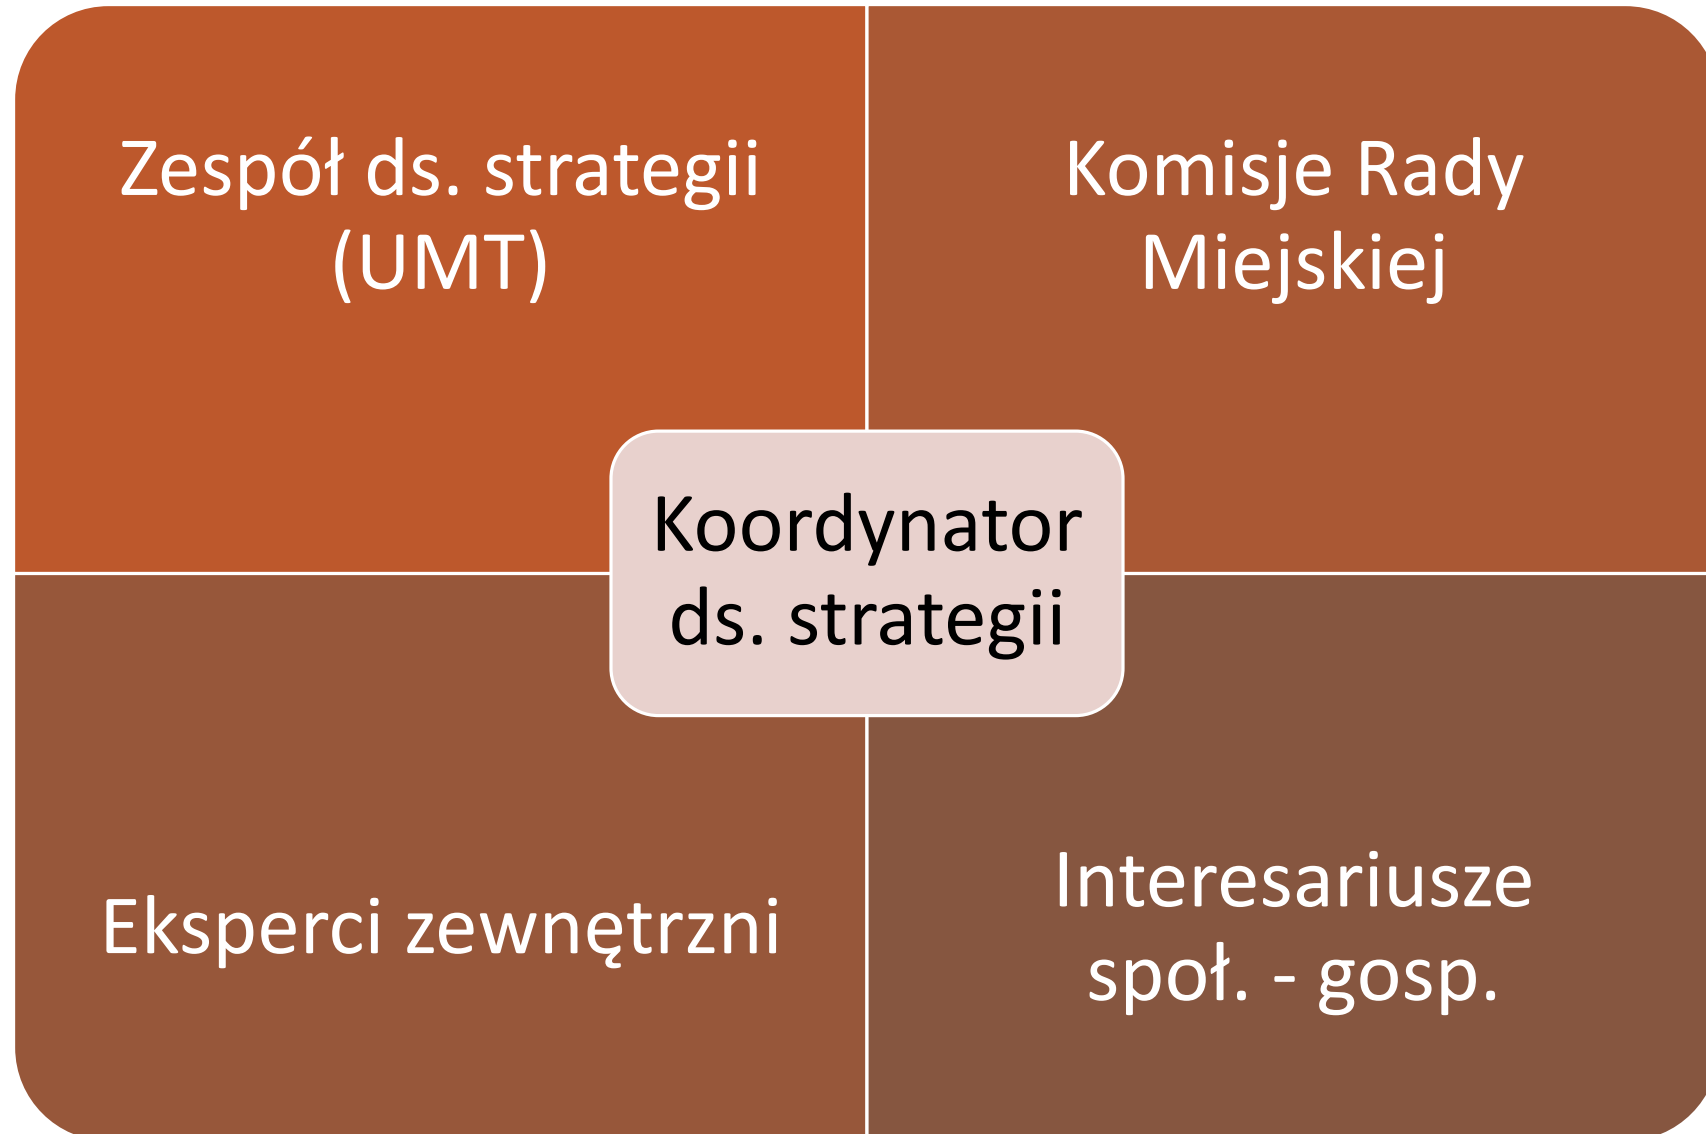 Zespół ds. strategii
(UMT)
Komisje Rady
Miejskiej
Koordynator
ds. strategii
Eksperci zewnętrzni
Interesariusze
społ. - gosp.